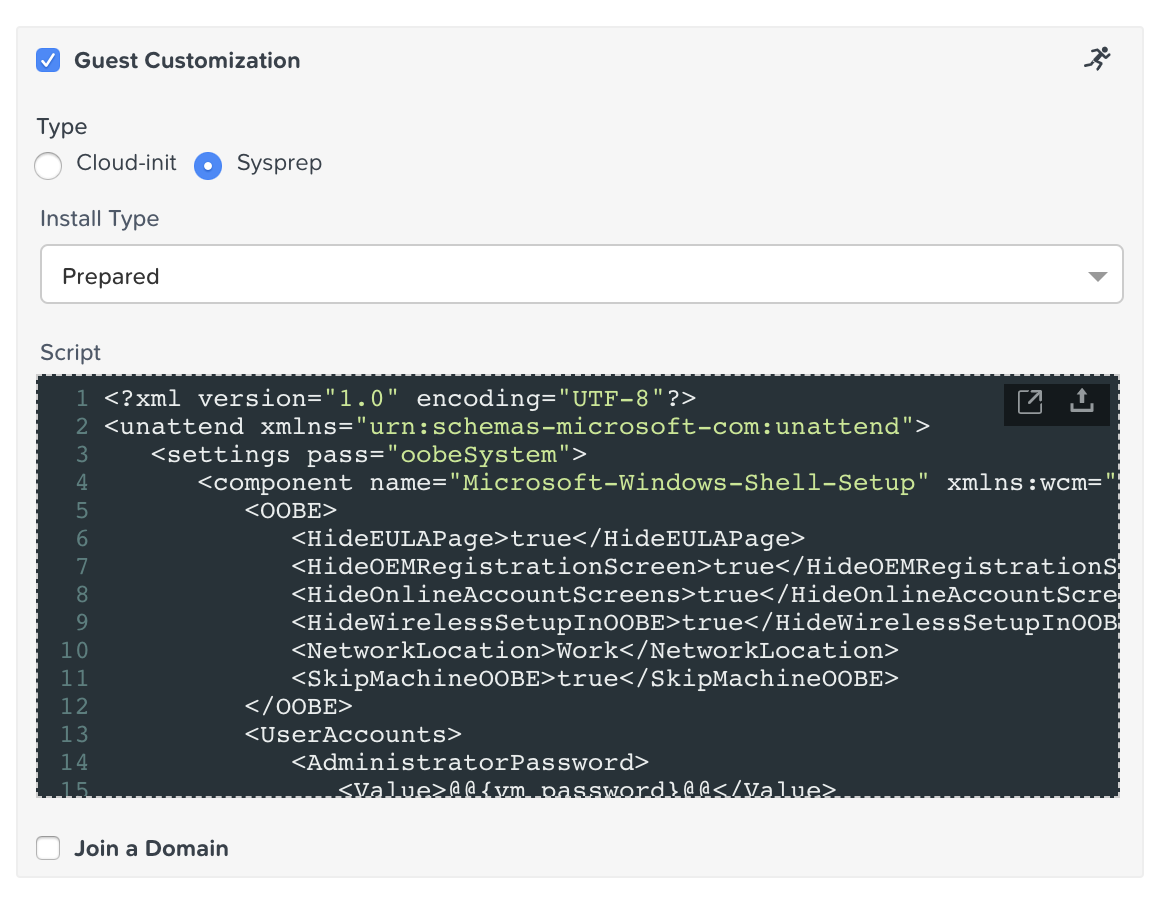 Guest Customization
Type
Cloud-init Sysprep
Install Type
Prepared
Script
1 <?xml version="1.0" encoding="UTF-8"?>
2 <unattend xmlns="urn:schemas-microsoft-com:unattend">
3 <settings pass="oobeSystem">
4 <component name="Microsoft-Windows-Shell-Setup" xmlns:wcm="
5 <OOBE>
6 <HideEULAPage>true</HideEULAPage>
7 <HideOEMRegistrationScreen>true</HideOEMRegistrationS
8 <HideOnlineAccountScreens>true</HideOnlineAccountScre
9 <HideWirelessSetupInOOBE>true</HideWirelessSetupInOOB
10 <NetworkLocation>Work</NetworkLocation>
11 <SkipMachineOOBE>true</SkipMachineOOBE>
12 </OOBE>
13 <UserAccounts>
14 <AdministratorPassword>
15 <Value>@@{vm_password}@@</Value>
Join a Domain